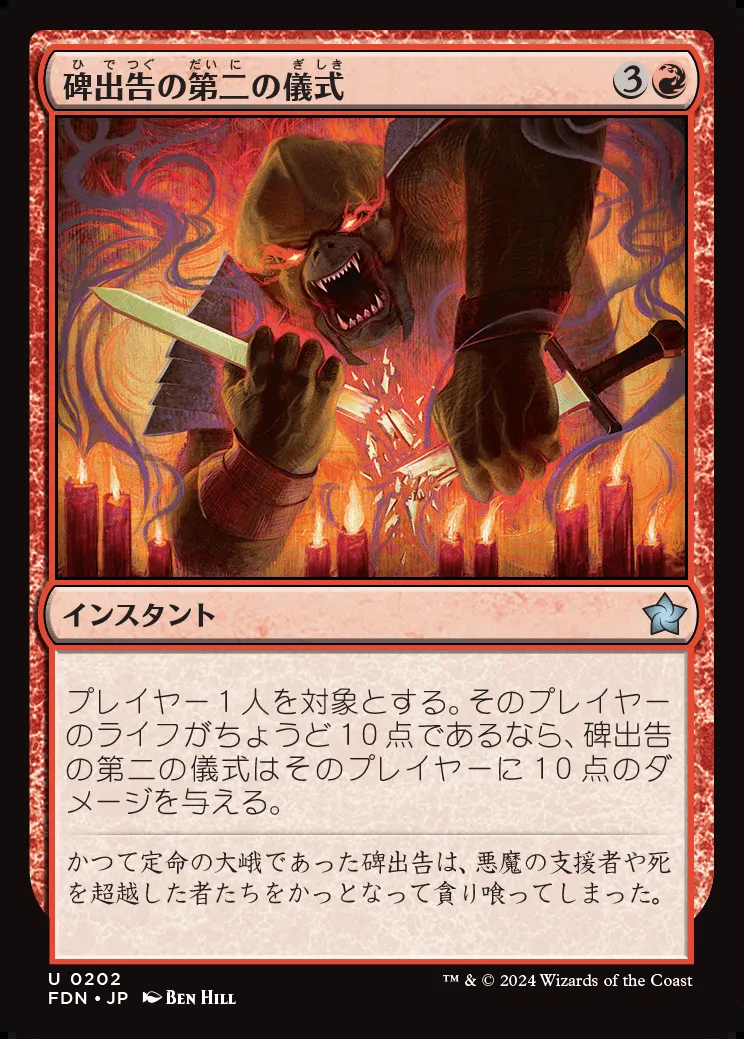 ひでつぐ だいに ぎしき
碑出告の第二の儀式 3
インスタント
プレイヤー1人を対象とする。そのプレイヤー
のライフがちょうど10点であるなら、碑出告
の第二の儀式はそのプレイヤーに10点のダ
メージを与える。
かつて定命の大峨であった碑出告は、悪魔の支援者や死
を超越した者たちをかっとなって貪り喰ってしまった。
U 0202
FDN • JP BEN HILL
™ & © 2024 Wizards of the Coast